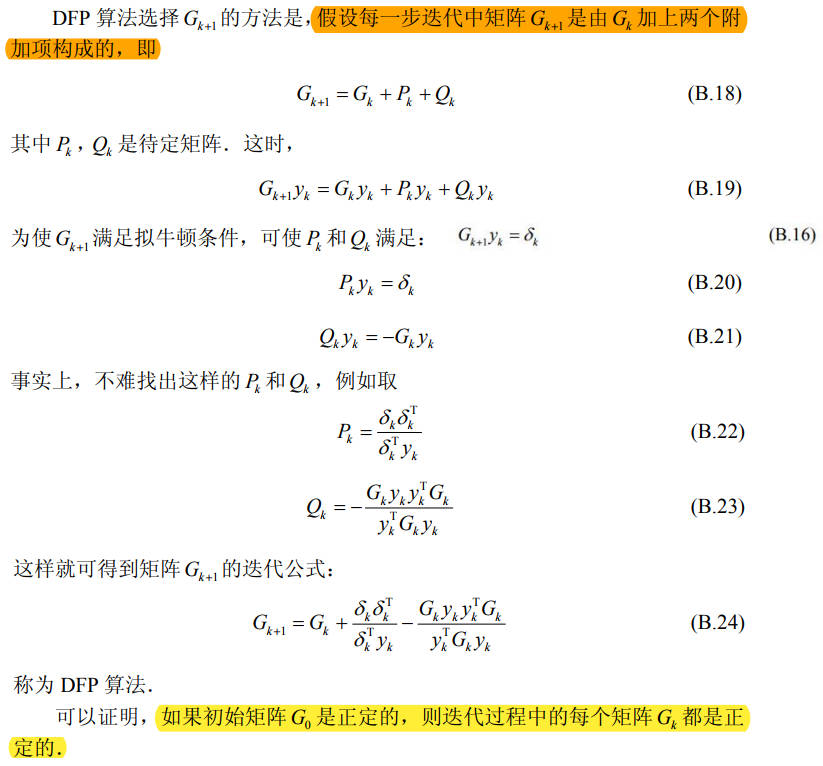 DFP 算法选择 $G_{k+1}$ 的方法是,假设每一步迭代中矩阵 $G_{k+1}$ 是由 $G_k$ 加上两个附
加项构成的，即
$G_{k+1} = G_k + P_k + Q_k$ (B.18)
其中 $P_k$，$Q_k$ 是待定矩阵．这时，
$G_{k+1} y_k = G_k y_k + P_k y_k + Q_k y_k$ (B.19)
为使 $G_{k+1}$ 满足拟牛顿条件，可使 $P_k$ 和 $Q_k$ 满足： $G_{k+1} y_k = \delta_k$ (B.16)
$P_k y_k = \delta_k$ (B.20)
$Q_k y_k = -G_k y_k$ (B.21)
事实上，不难找出这样的 $P_k$ 和 $Q_k$，例如取
$P_k = \frac{\delta_k \delta_k^{\mathrm{T}}}{\delta_k^{\mathrm{T}} y_k}$ (B.22)
$Q_k = -\frac{G_k y_k y_k^{\mathrm{T}} G_k}{y_k^{\mathrm{T}} G_k y_k}$ (B.23)
这样就可得到矩阵 $G_{k+1}$ 的迭代公式：
$G_{k+1} = G_k + \frac{\delta_k \delta_k^{\mathrm{T}}}{\delta_k^{\mathrm{T}} y_k} - \frac{G_k y_k y_k^{\mathrm{T}} G_k}{y_k^{\mathrm{T}} G_k y_k}$ (B.24)
称为 DFP 算法．
可以证明，如果初始矩阵 $G_0$ 是正定的，则迭代过程中的每个矩阵 $G_k$ 都是正
定的．